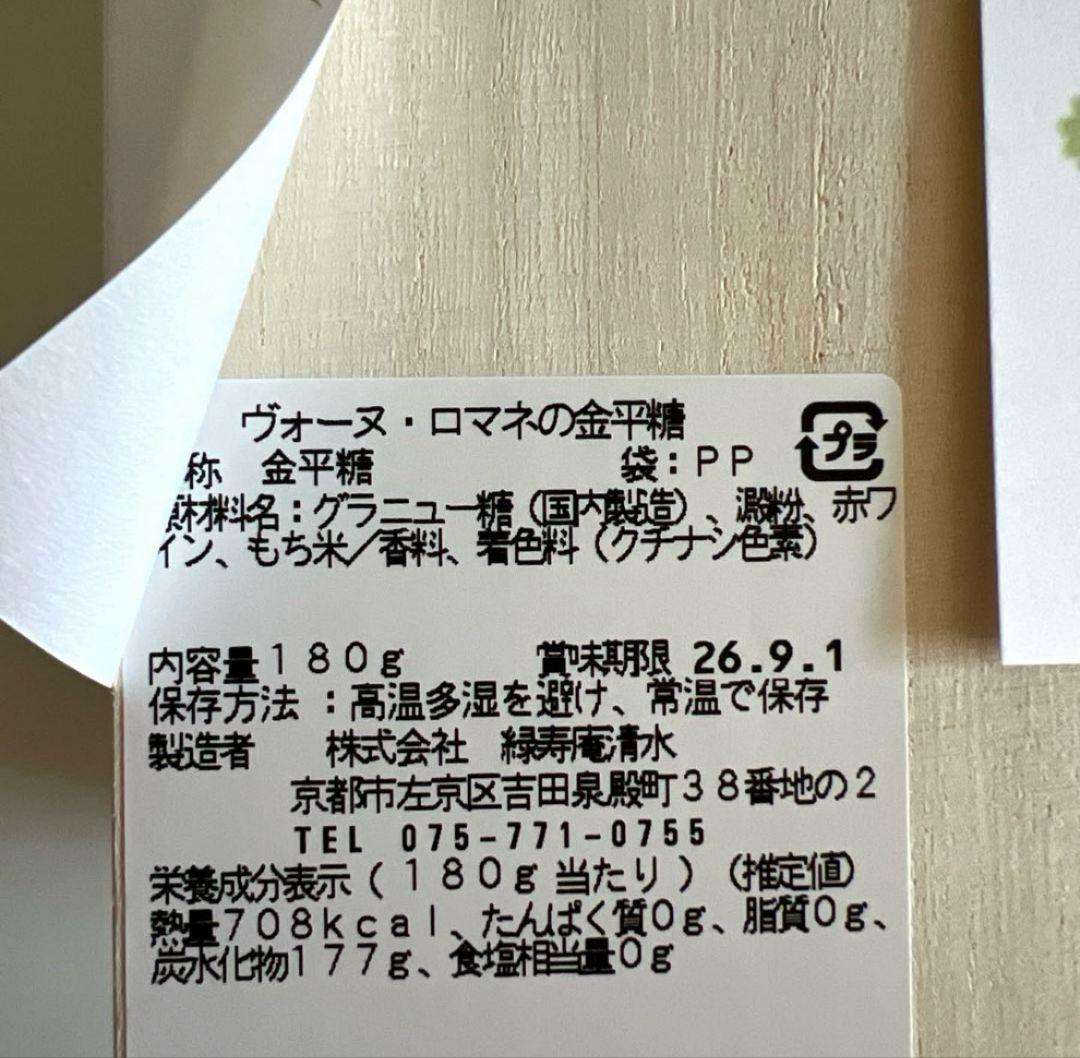 ヴォーヌ・ロマネの金平糖
称 金平糖 袋:PP プラ
原材料名:グラニュー糖(国内製造)、澱粉、赤ワ
イン、もち米/香料、着色料(クチナシ色素)
内容量180g 賞味期限 26.9.1
保存方法 :高温多湿を避け、常温で保存
製造者 株式会社 緑寿庵清水
京都市左京区吉田泉殿町38番地の2
TEL 075-771-0755
栄養成分表示(180g 当たり)(推定値)
熱量708kcal、たんぱく質0g、脂質0g、
炭水化物177g、食塩相当量0g